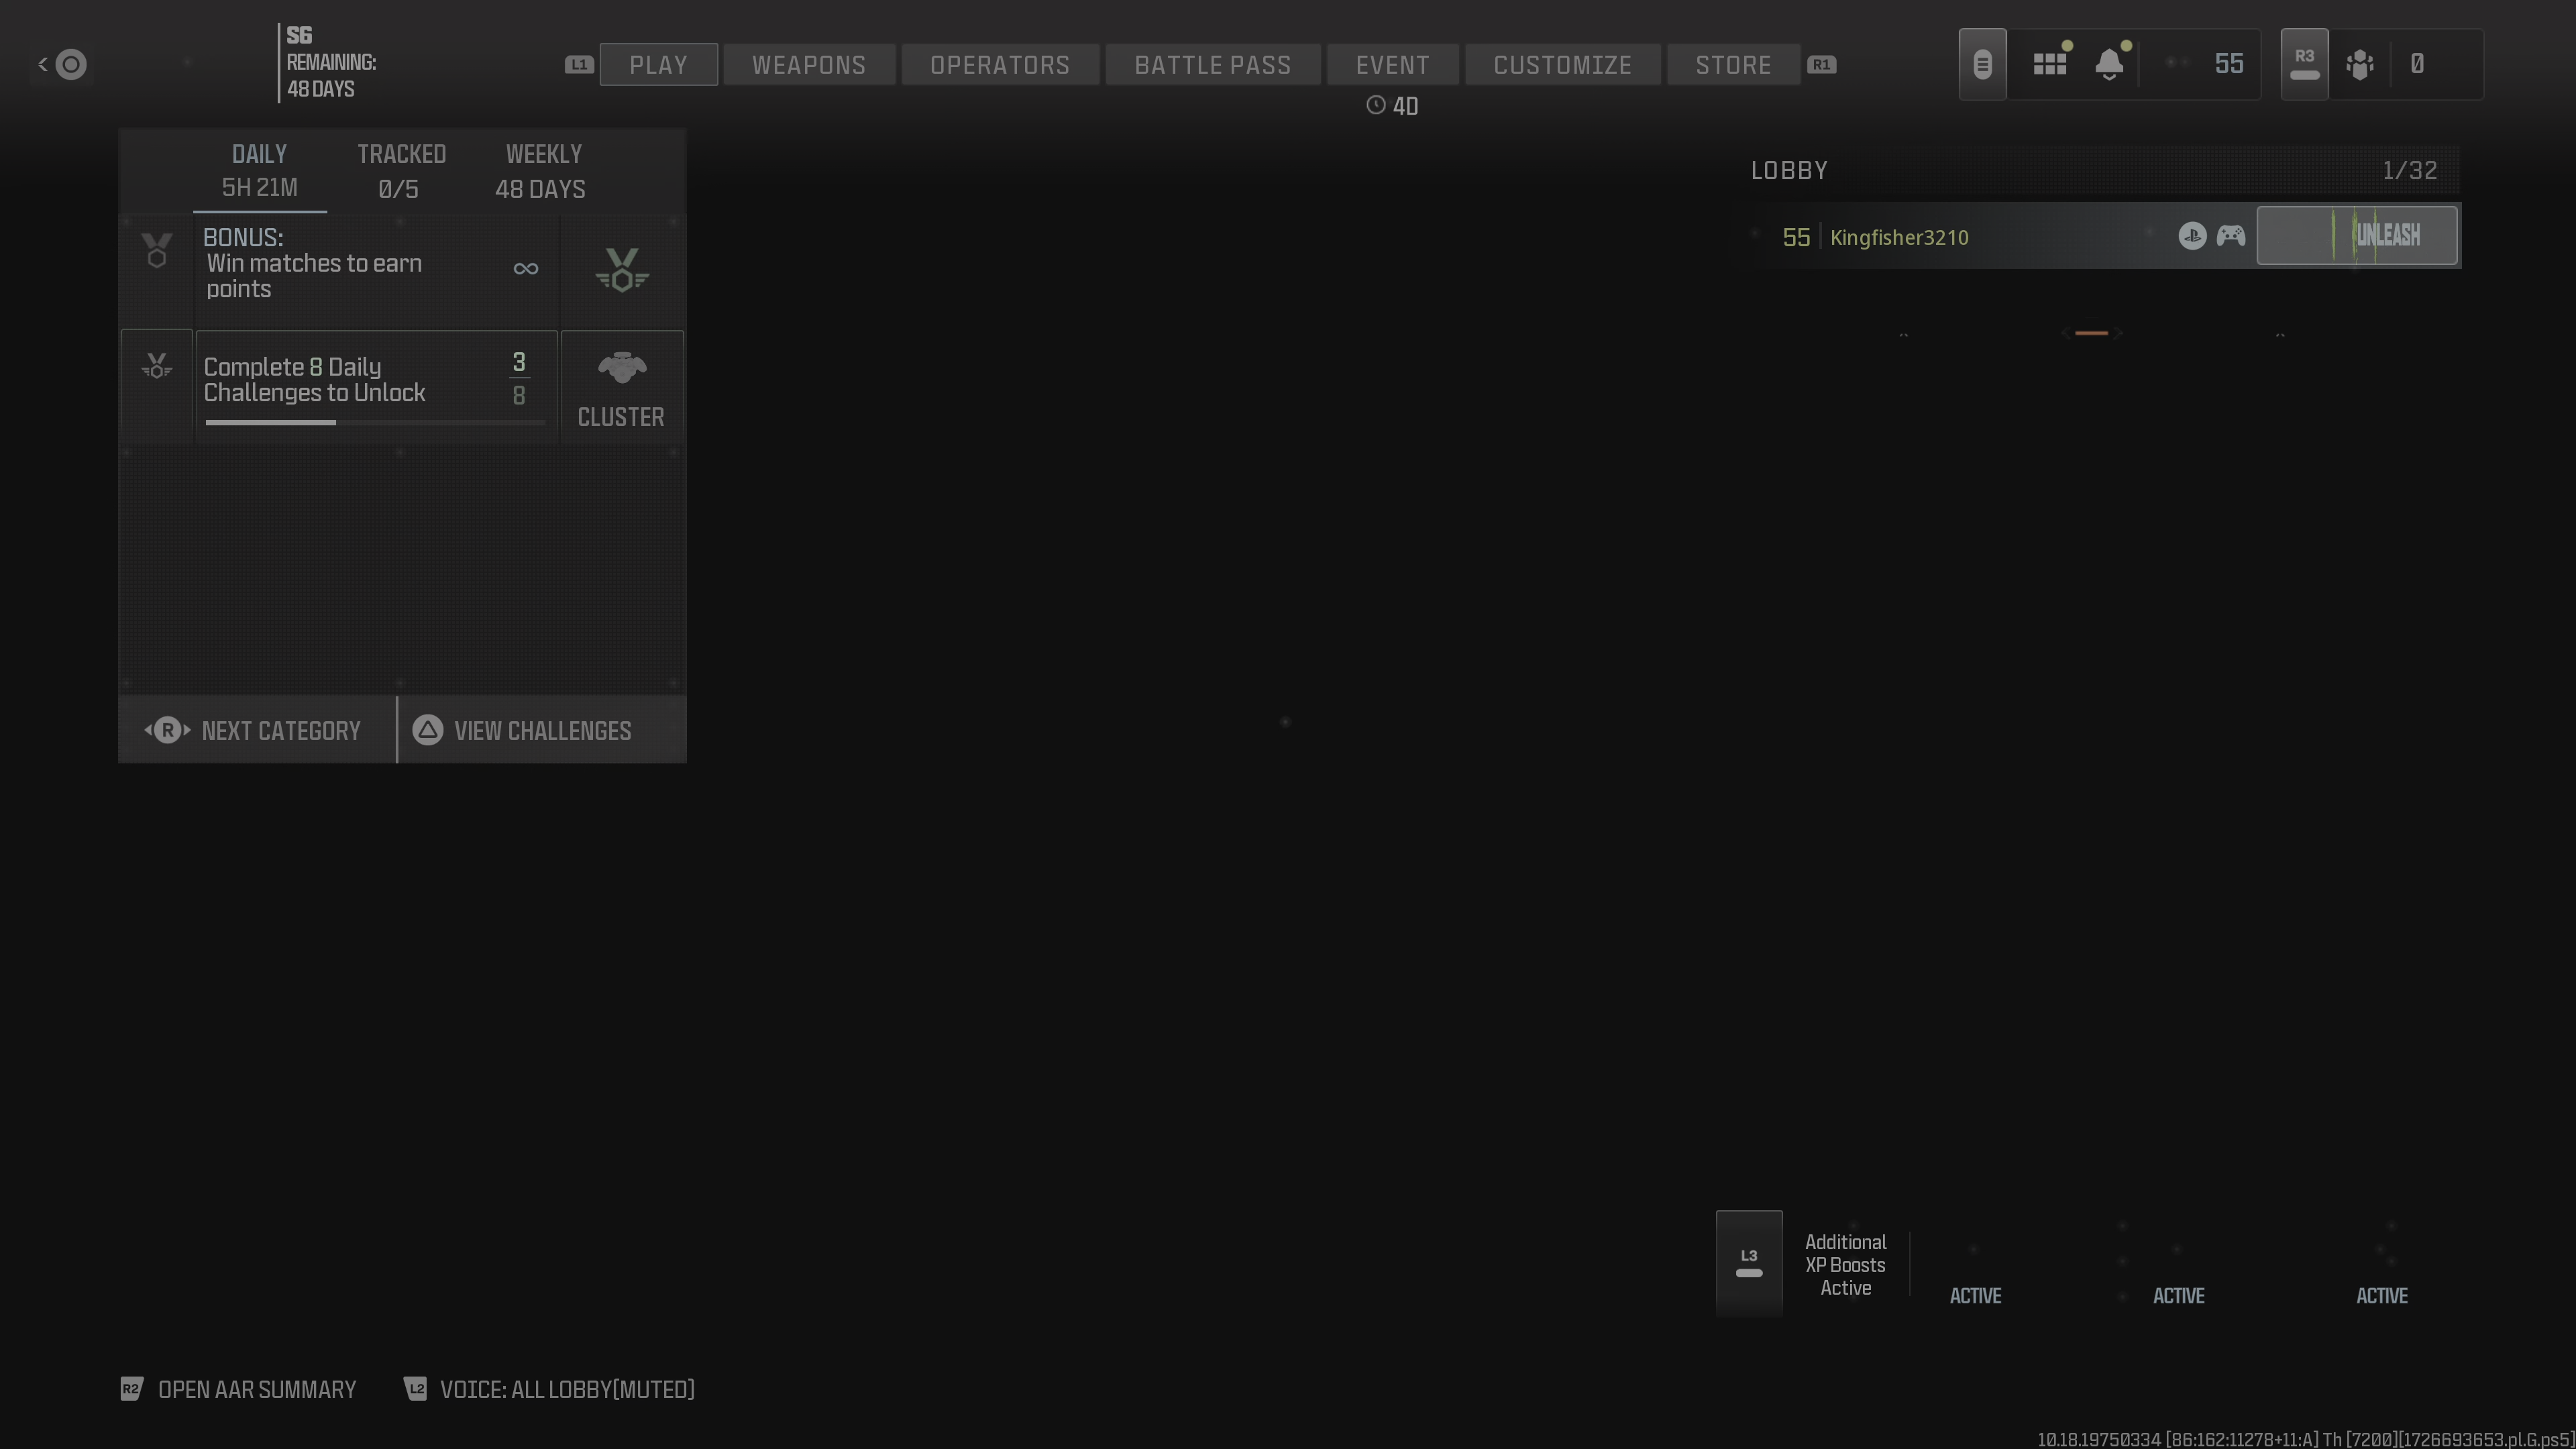 S6
REMAINING:
48 DAYS
L1
PLAY
WEAPONS
OPERATORS
BATTLE PASS
EVENT
CUSTOMIZE
STORE
R1
4D
55
R3
0
DAILY
5H 21M
TRACKED
0/5
WEEKLY
48 DAYS
BONUS:
Win matches to earn
points
∞
Complete 8 Daily
Challenges to Unlock
3
8
CLUSTER
R NEXT CATEGORY
VIEW CHALLENGES
LOBBY
1/32
55
Kingfisher3210
UNLEASH
L3
Additional
XP Boosts
Active
ACTIVE
ACTIVE
ACTIVE
R2 OPEN AAR SUMMARY
L2 VOICE: ALL LOBBY[MUTED]
10.18.19750334 [86:162:11278+11:A] Th [7200][1726693653.pl.G.ps5]